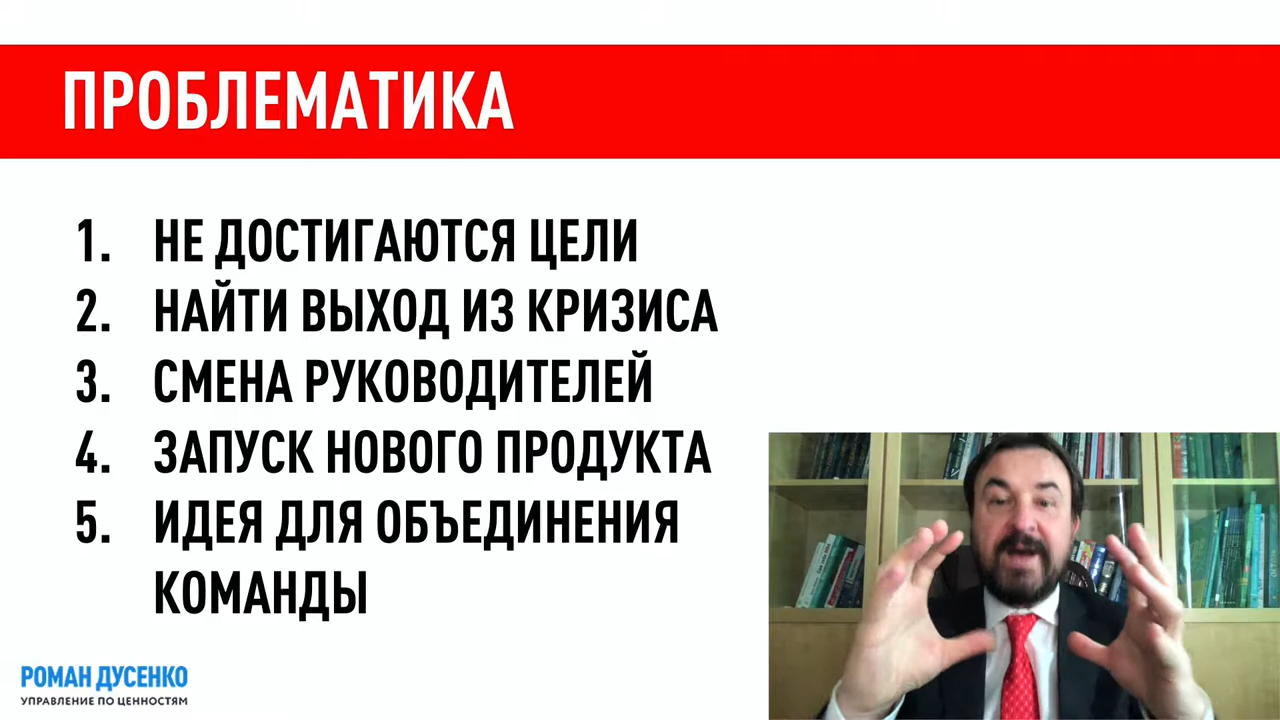 ПРОБЛЕМАТИКА
1. НЕ ДОСТИГАЮТСЯ ЦЕЛИ
2. НАЙТИ ВЫХОД ИЗ КРИЗИСА
3. СМЕНА РУКОВОДИТЕЛЕЙ
4. ЗАПУСК НОВОГО ПРОДУКТА
5. ИДЕЯ ДЛЯ ОБЪЕДИНЕНИЯ
КОМАНДЫ
РОМАН ДУСЕНКО
УПРАВЛЕНИЕ ПО ЦЕННОСТЯМ